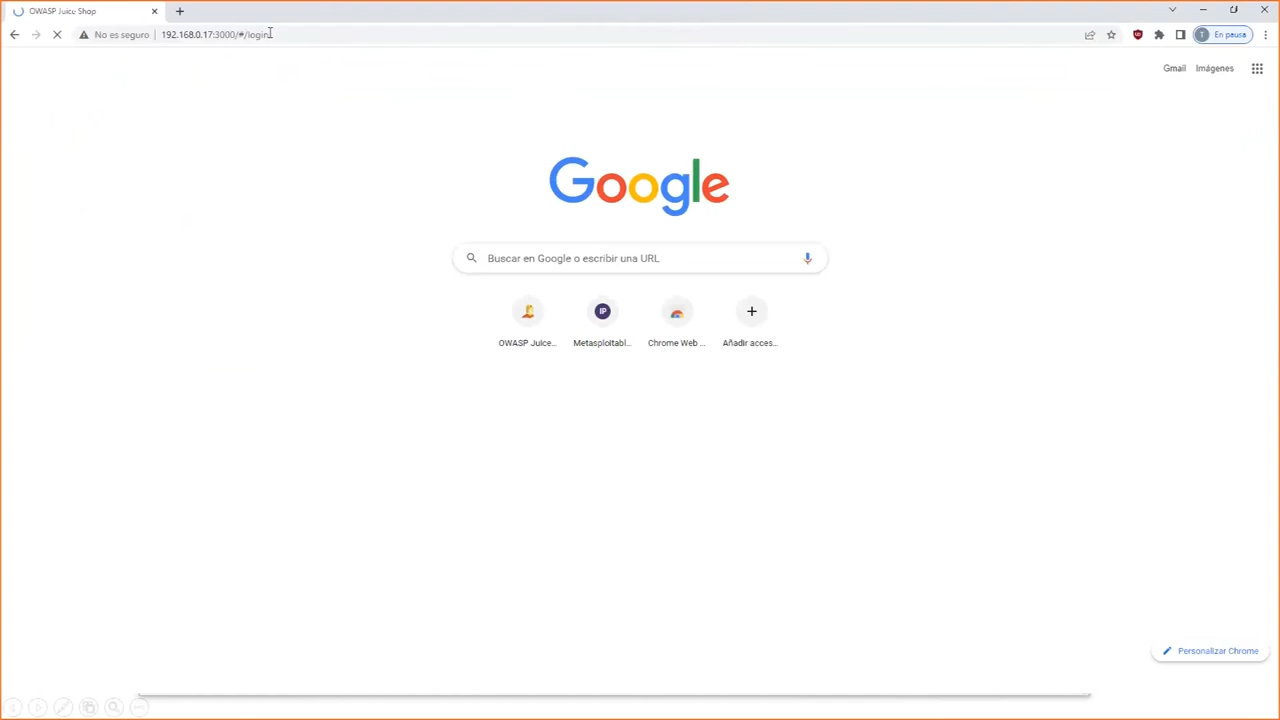 OWASP Juice Shop
No es seguro
192.168.0.17:3000/#/login
T
En pausa
Gmail
Imágenes
Google
Buscar en Google o escribir una URL
IP
OWASP Juice...
Metasploitabl...
Chrome Web ...
Añadir acces...
Personalizar Chrome